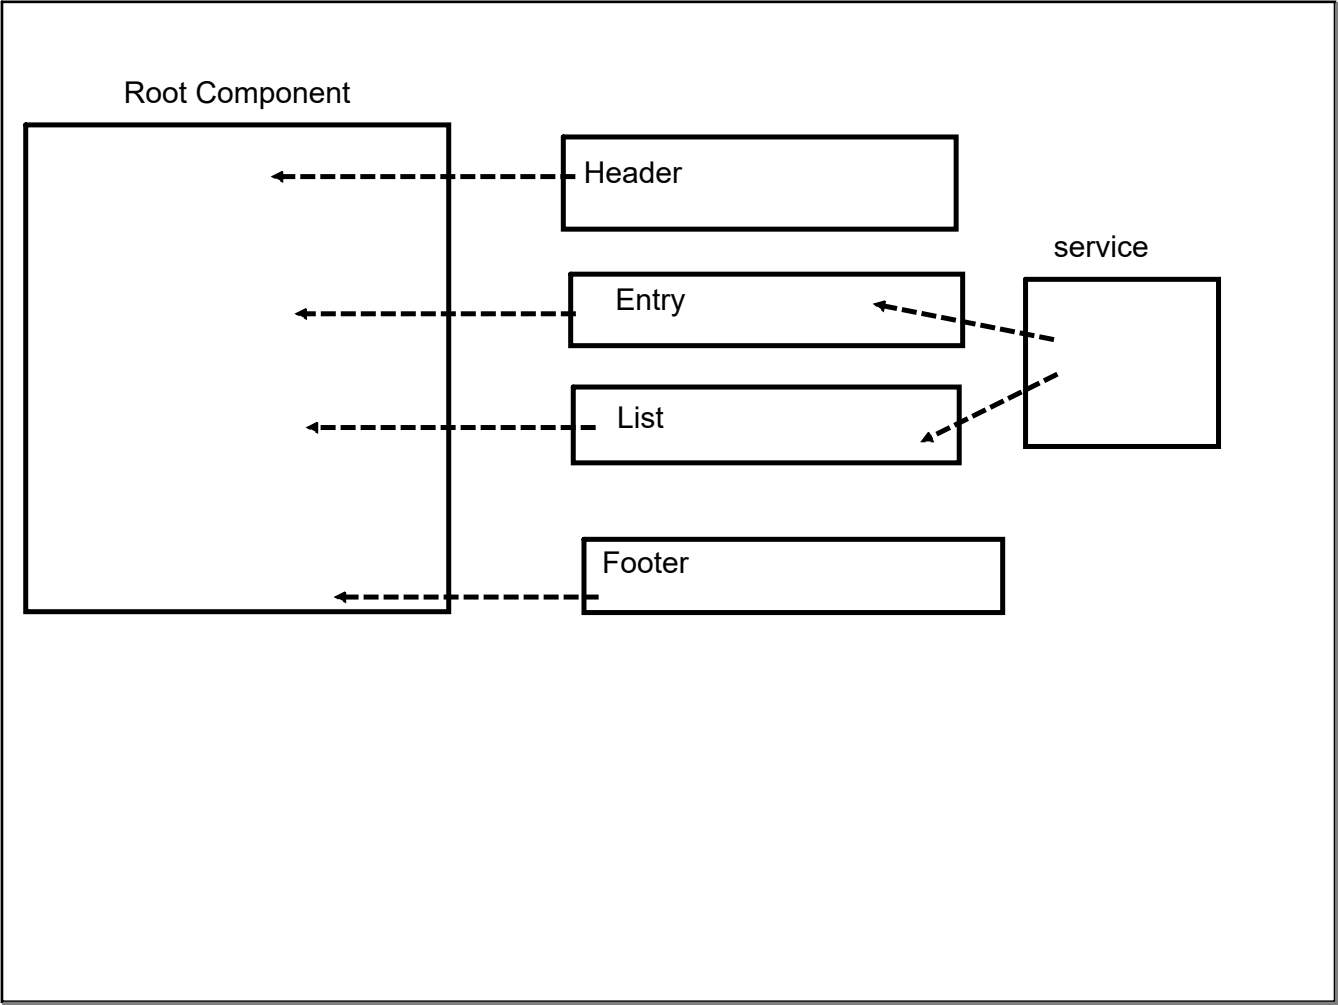 Root Component
Header
service
Entry
List
Footer